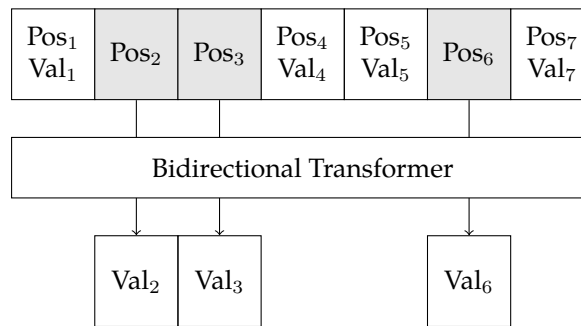 Pos₁ Pos₂ Pos₃ Pos₄ Pos₅ Pos₆ Pos₇
Val₁ Val₄ Val₅ Val₇
Bidirectional Transformer
Val₂ Val₃ Val₆